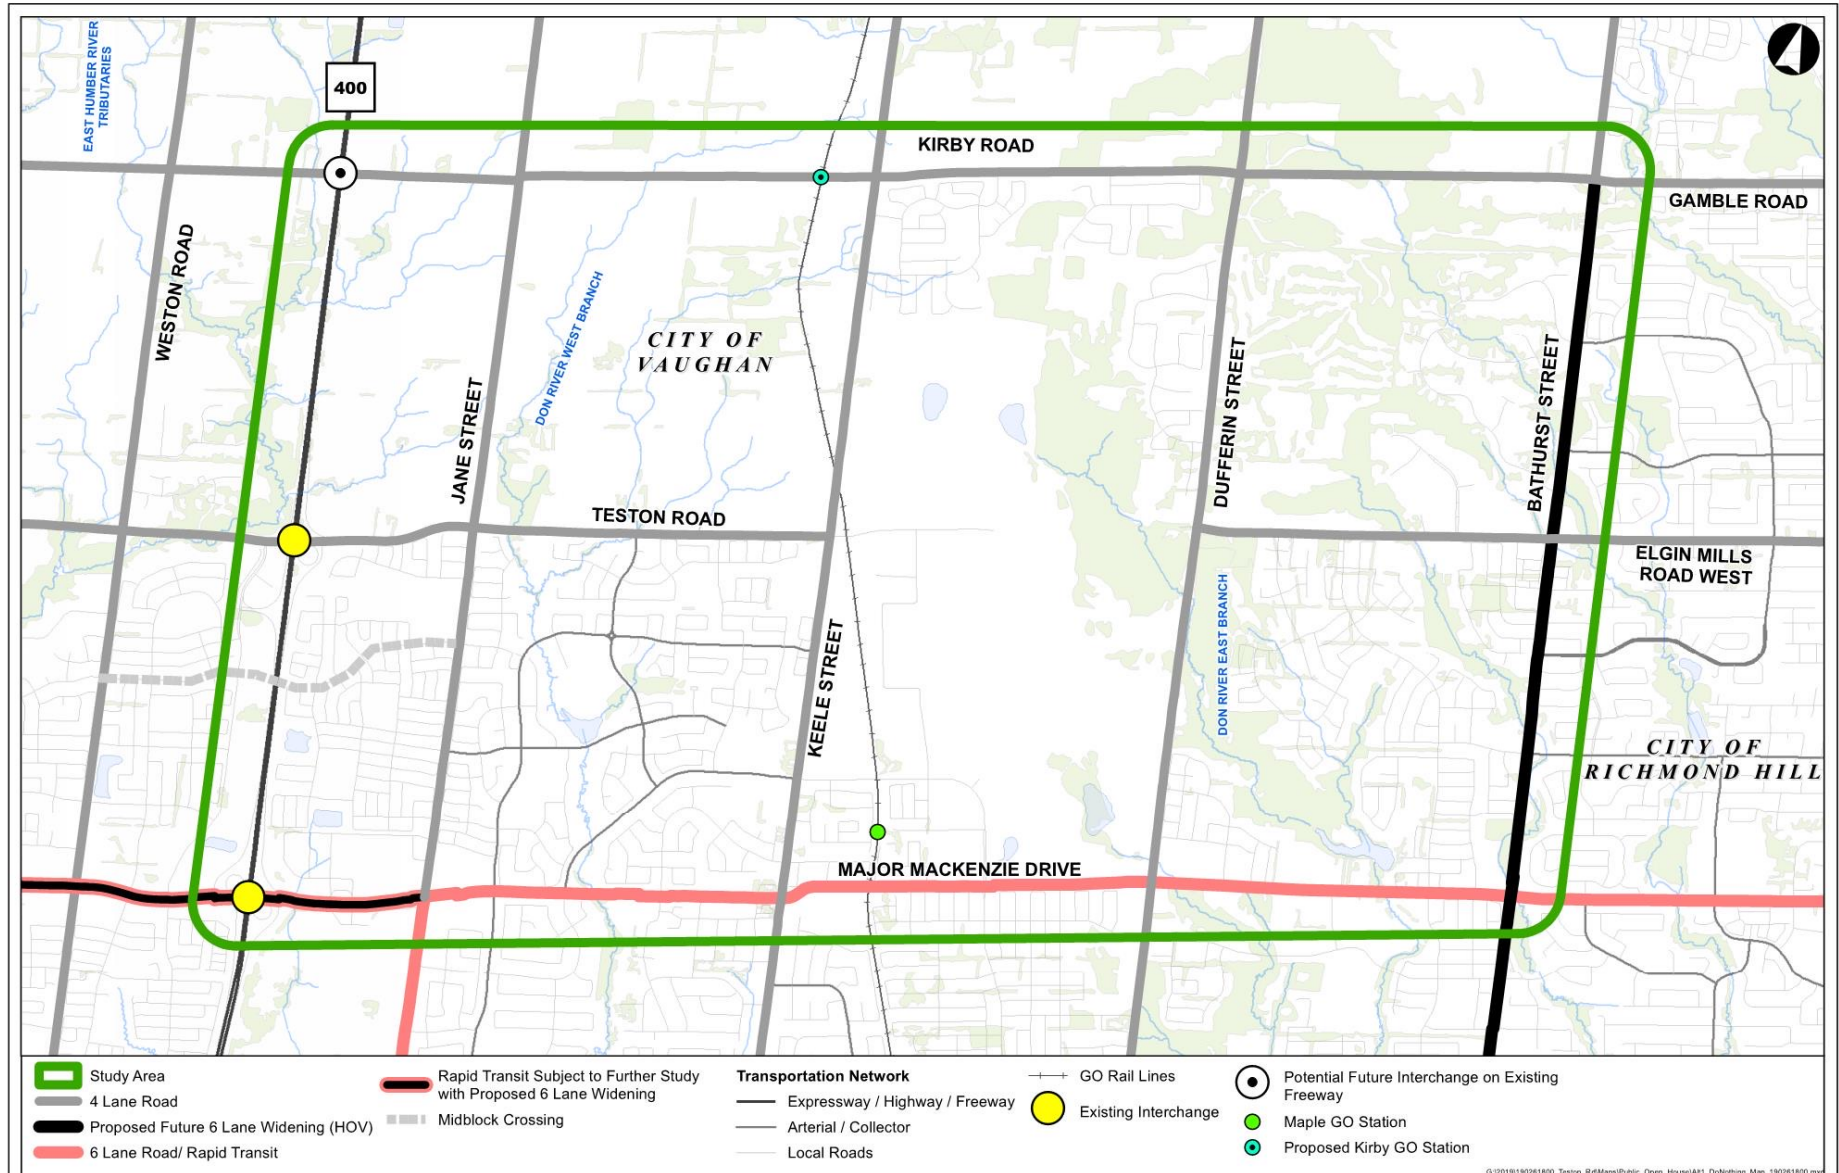 EAST HUMBER RIVER
TRIBUTARIES
400
KIRBY ROAD
GAMBLE ROAD
WESTON ROAD
DON RIVER WEST BRANCH
CITY OF
VAUGHAN
JANE STREET
DUFFERIN STREET
BATHURST STREET
TESTON ROAD
ELGIN MILLS
ROAD WEST
KEELE STREET
DON RIVER EAST BRANCH
CITY OF
RICHMOND HILL
MAJOR MACKENZIE DRIVE
Study Area
4 Lane Road
Proposed Future 6 Lane Widening (HOV)
6 Lane Road/ Rapid Transit
Rapid Transit Subject to Further Study
with Proposed 6 Lane Widening
Midblock Crossing
Transportation Network
Expressway / Highway / Freeway
Arterial / Collector
Local Roads
GO Rail Lines
Existing Interchange
Potential Future Interchange on Existing
Freeway
Maple GO Station
Proposed Kirby GO Station